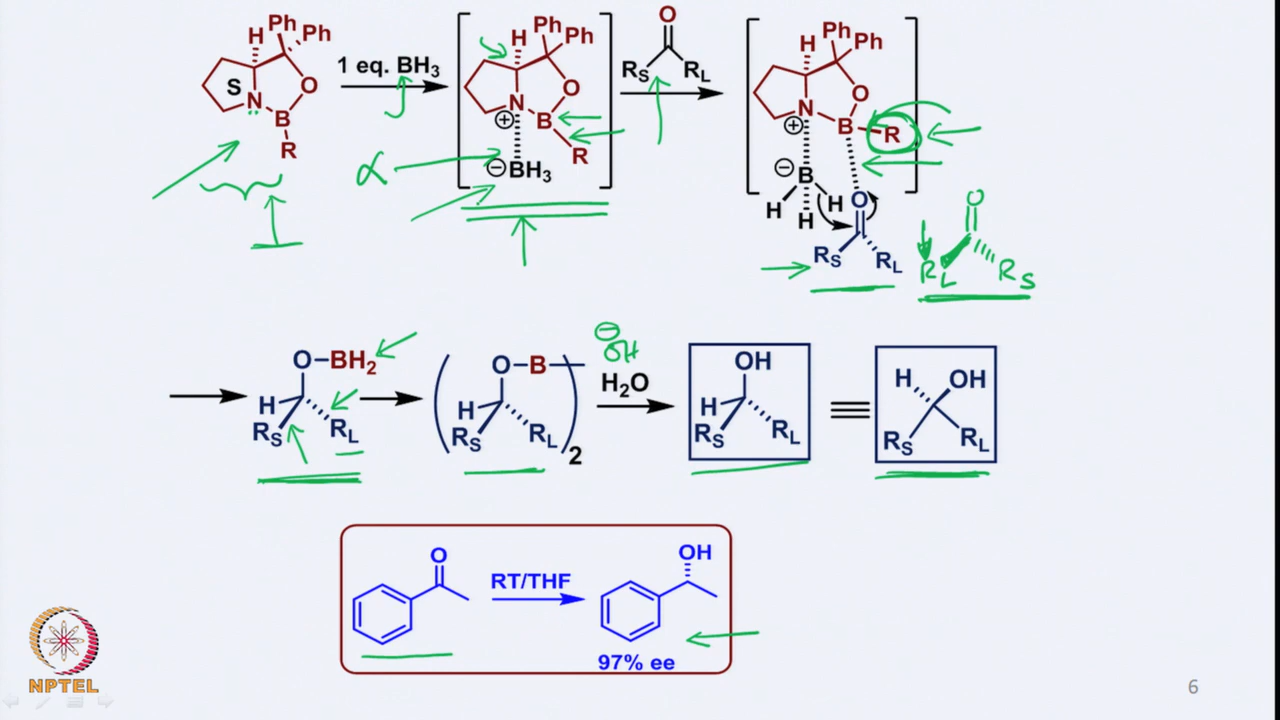 H Ph Ph
S N O B R
1 eq. BH3
H Ph Ph
N O ⊕ B R
α ⊖ BH3
O
RS RL
H Ph Ph
N O ⊕ B R
⊖ B H H H O
RS RL
O
RL RS
O–BH2
H RS RL
O–B
H RS RL 2
⊖ OH
H2O
OH
H RS RL
H OH
RS RL
O
RT/THF
OH
97% ee
NPTEL
6